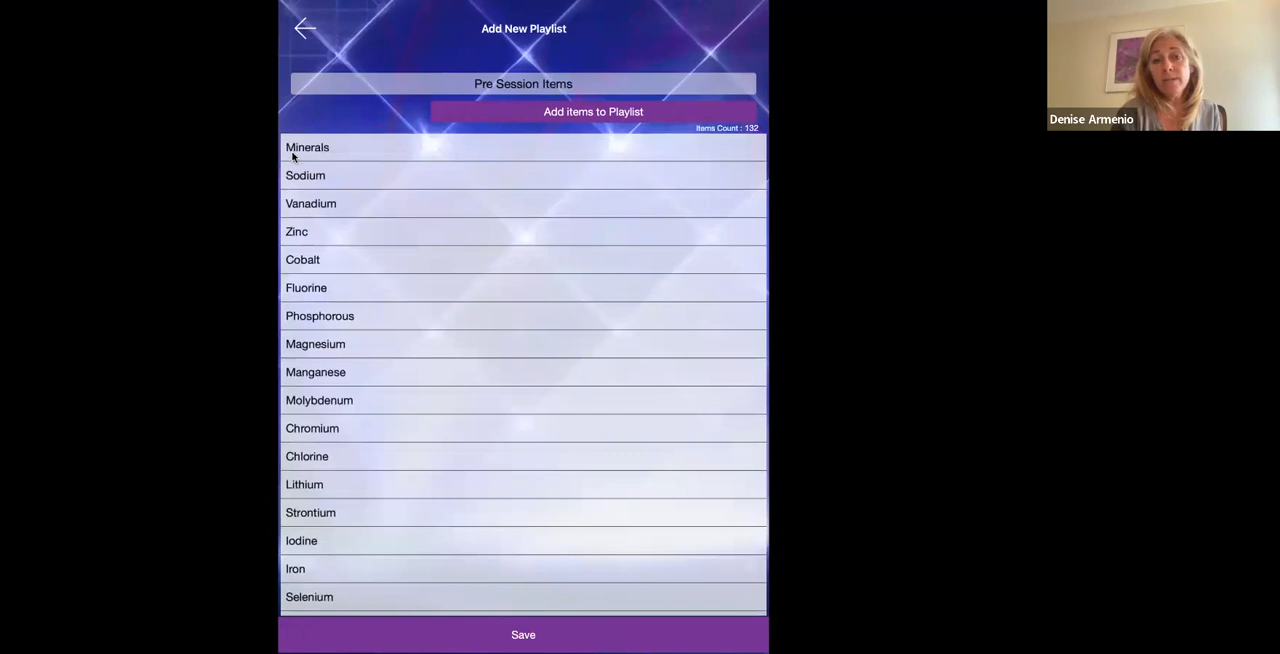 Add New Playlist
Pre Session Items
Add items to Playlist
Items Count : 132
Minerals
Sodium
Vanadium
Zinc
Cobalt
Fluorine
Phosphorous
Magnesium
Manganese
Molybdenum
Chromium
Chlorine
Lithium
Strontium
Iodine
Iron
Selenium
Save
Denise Armenio